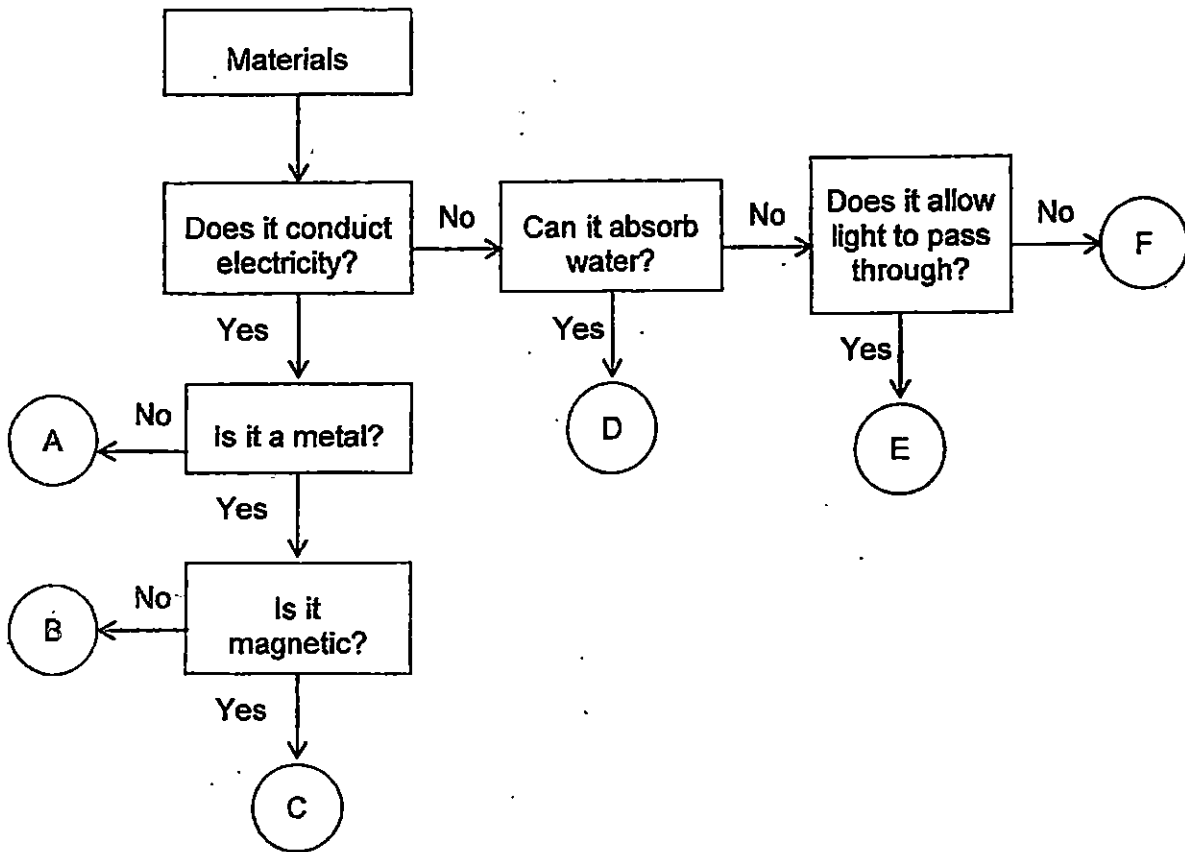 Materials
Does it conduct
electricity?
No
Can it absorb
water?
No
Does it allow
light to pass
through?
No
F
Yes
Yes
Yes
A
No
Is it a metal?
D
E
Yes
B
No
Is it
magnetic?
Yes
C